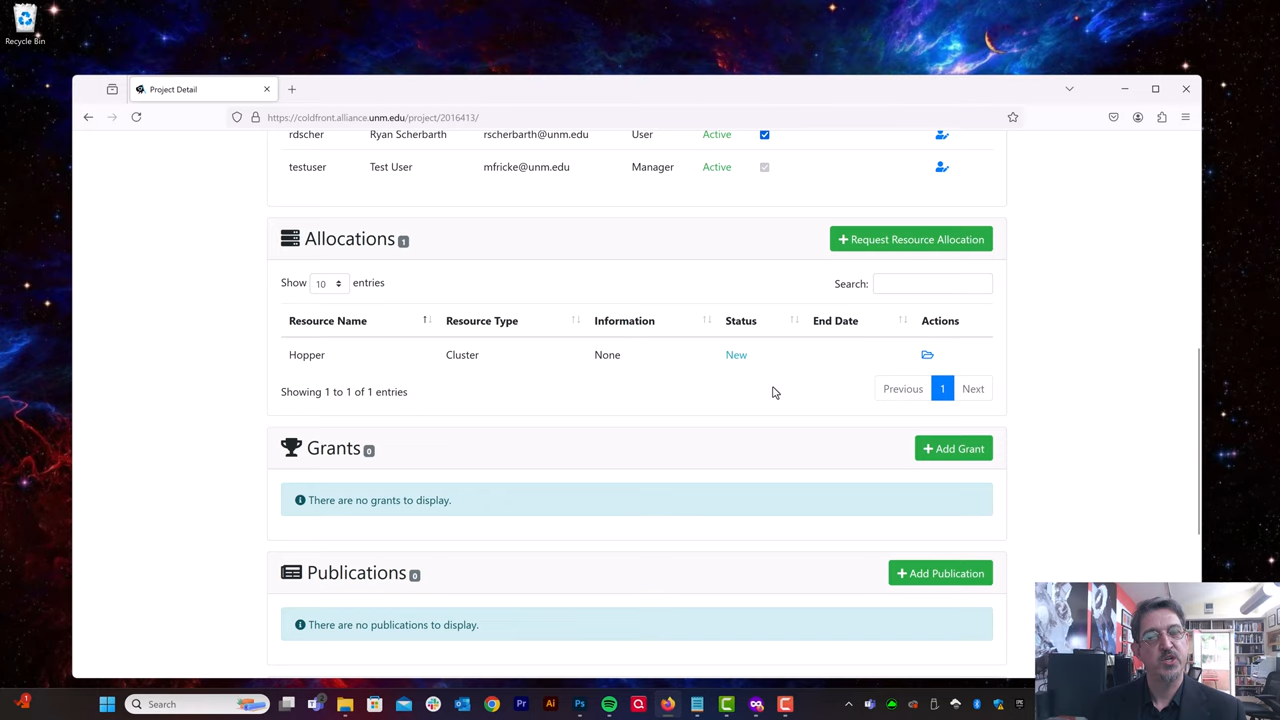 Recycle Bin
Project Detail
https://coldfront.alliance.unm.edu/project/2016413/
rdscher Ryan Scherbarth rscherbarth@unm.edu User Active
testuser Test User mfricke@unm.edu Manager Active
Allocations 1
Request Resource Allocation
Show 10 entries
Search:
Resource Name Resource Type Information Status End Date Actions
Hopper Cluster None New
Showing 1 to 1 of 1 entries
Previous 1 Next
Grants 0
Add Grant
There are no grants to display.
Publications 0
Add Publication
There are no publications to display.
Search